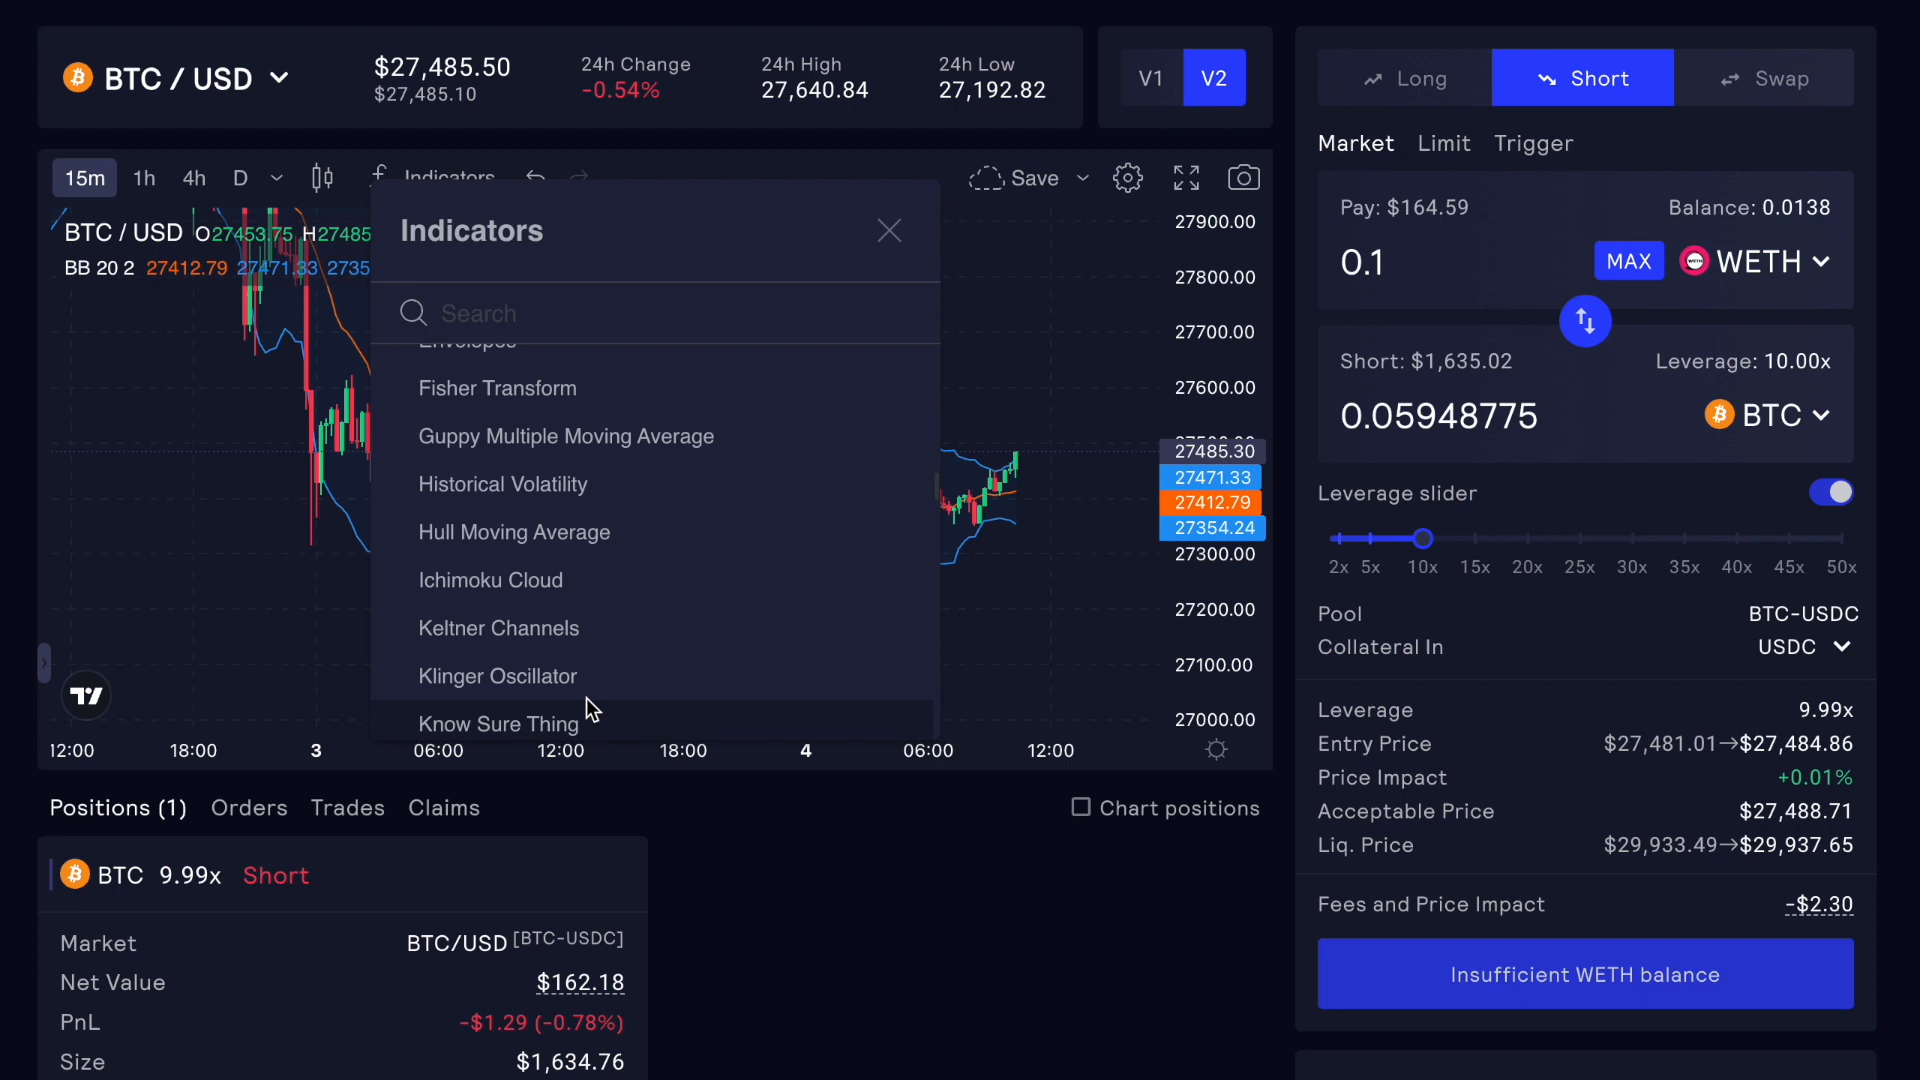 BTC / USD
$27,485.50
$27,485.10
24h Change
-0.54%
24h High
27,640.84
24h Low
27,192.82
V1 V2
15m 1h 4h D Indicators Save
BTC / USD O27453.75 H27485
BB 20 2 27412.79 27471.33 2735
Indicators
Search
Envelopes
Fisher Transform
Guppy Multiple Moving Average
Historical Volatility
Hull Moving Average
Ichimoku Cloud
Keltner Channels
Klinger Oscillator
Know Sure Thing
27900.00
27800.00
27700.00
27600.00
27485.30
27471.33
27412.79
27354.24
27300.00
27200.00
27100.00
27000.00
12:00 18:00 3 06:00 12:00 18:00 4 06:00 12:00
Positions (1) Orders Trades Claims Chart positions
BTC 9.99x Short
Market BTC/USD [BTC-USDC]
Net Value $162.18
PnL -$1.29 (-0.78%)
Size $1,634.76
Long Short Swap
Market Limit Trigger
Pay: $164.59 Balance: 0.0138
0.1 MAX WETH
Short: $1,635.02 Leverage: 10.00x
0.05948775 BTC
Leverage slider
2x 5x 10x 15x 20x 25x 30x 35x 40x 45x 50x
Pool BTC-USDC
Collateral In USDC
Leverage 9.99x
Entry Price $27,481.01→$27,484.86
Price Impact +0.01%
Acceptable Price $27,488.71
Liq. Price $29,933.49→$29,937.65
Fees and Price Impact -$2.30
Insufficient WETH balance